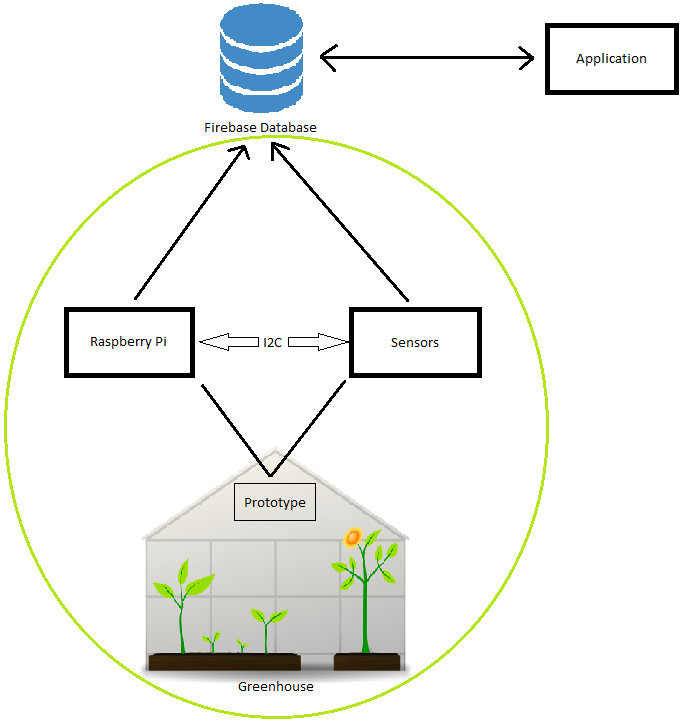 Application
Firebase Database
Raspberry Pi
I2C
Sensors
Prototype
Greenhouse